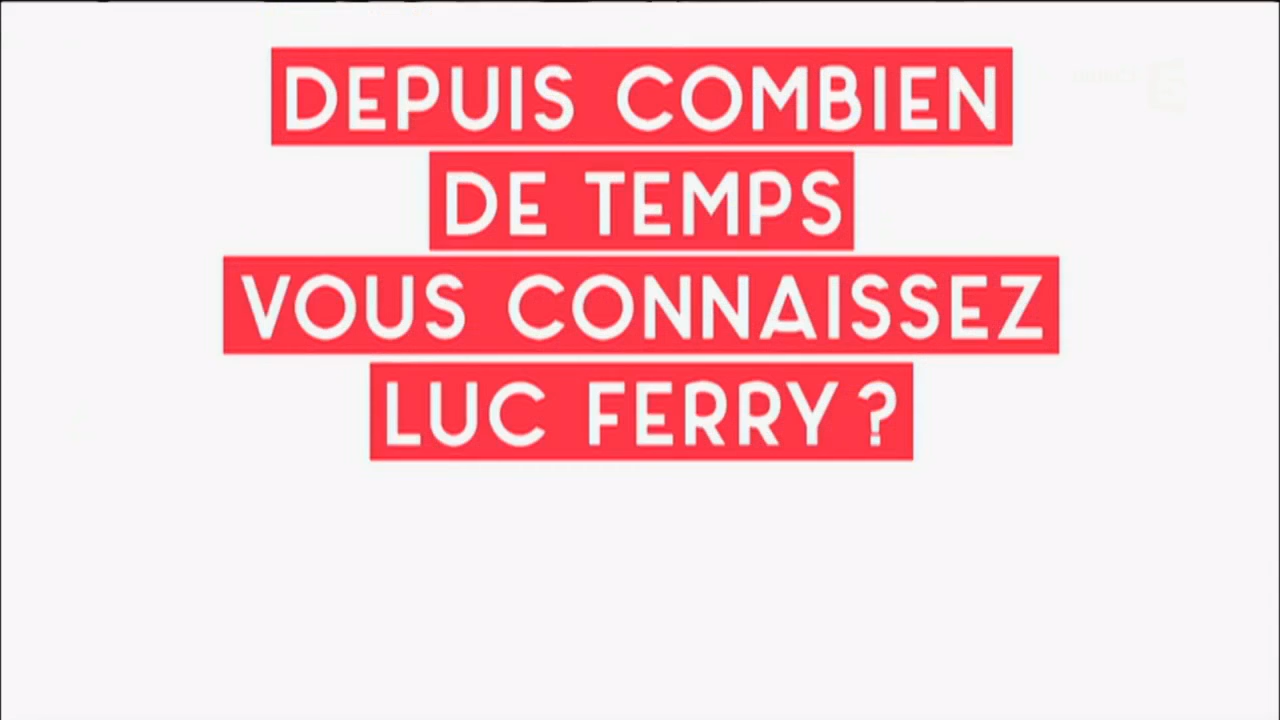 DEPUIS COMBIEN
DE TEMPS
VOUS CONNAISSEZ
LUC FERRY ?